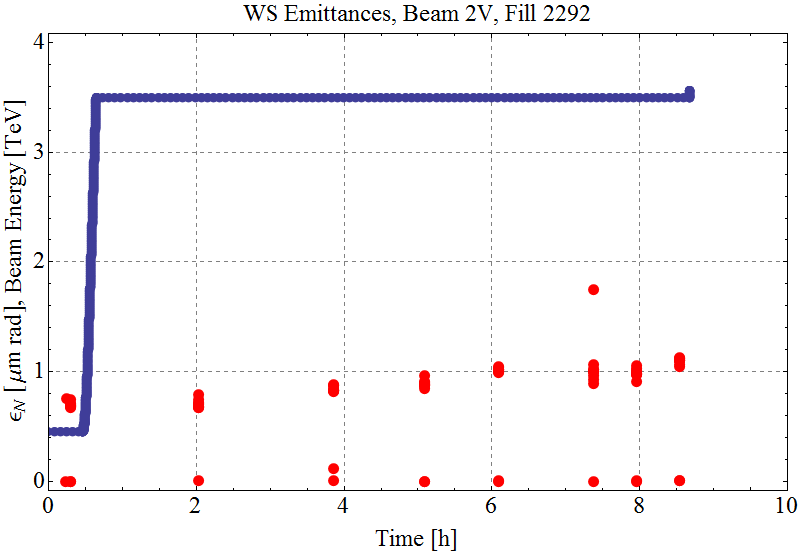 WS Emittances, Beam 2V, Fill 2292
ϵN [μm rad], Beam Energy [TeV]
4
3
2
1
0
0 2 4 6 8 10
Time [h]